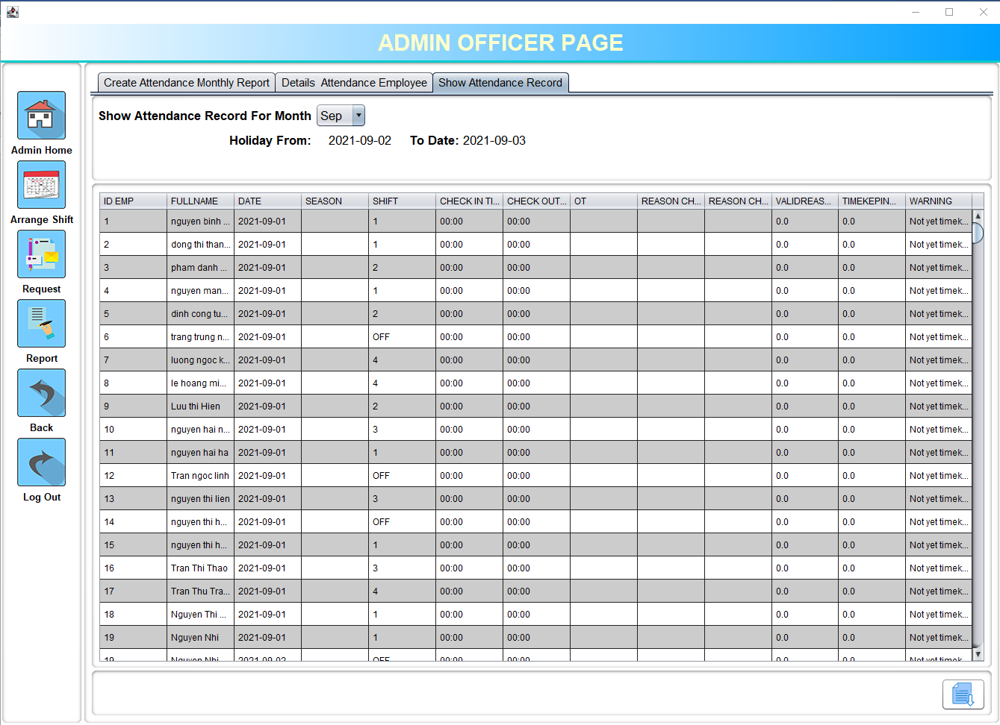 ADMIN OFFICER PAGE
Create Attendance Monthly Report Details Attendance Employee Show Attendance Record
Show Attendance Record For Month Sep
Holiday From: 2021-09-02 To Date: 2021-09-03
Admin Home
Arrange Shift
Request
Report
Back
Log Out
ID EMP FULLNAME DATE SEASON SHIFT CHECK IN TI... CHECK OUT... OT REASON CH... REASON CH... VALIDREAS... TIMEKEPIN... WARNING
1 nguyen binh ... 2021-09-01 1 00:00 00:00 0.0 0.0 Not yet timek...
2 dong thi than... 2021-09-01 1 00:00 00:00 0.0 0.0 Not yet timek...
3 pham danh ... 2021-09-01 2 00:00 00:00 0.0 0.0 Not yet timek...
4 nguyen man... 2021-09-01 1 00:00 00:00 0.0 0.0 Not yet timek...
5 dinh cong tu... 2021-09-01 2 00:00 00:00 0.0 0.0 Not yet timek...
6 trang trung n... 2021-09-01 OFF 00:00 00:00 0.0 0.0 Not yet timek...
7 luong ngoc k... 2021-09-01 4 00:00 00:00 0.0 0.0 Not yet timek...
8 le hoang mi... 2021-09-01 4 00:00 00:00 0.0 0.0 Not yet timek...
9 Luu thi Hien 2021-09-01 2 00:00 00:00 0.0 0.0 Not yet timek...
10 nguyen hai n... 2021-09-01 3 00:00 00:00 0.0 0.0 Not yet timek...
11 nguyen hai ha 2021-09-01 1 00:00 00:00 0.0 0.0 Not yet timek...
12 Tran ngoc linh 2021-09-01 OFF 00:00 00:00 0.0 0.0 Not yet timek...
13 nguyen thi lien 2021-09-01 3 00:00 00:00 0.0 0.0 Not yet timek...
14 nguyen thi h... 2021-09-01 OFF 00:00 00:00 0.0 0.0 Not yet timek...
15 nguyen thi h... 2021-09-01 1 00:00 00:00 0.0 0.0 Not yet timek...
16 Tran Thi Thao 2021-09-01 3 00:00 00:00 0.0 0.0 Not yet timek...
17 Tran Thu Tra... 2021-09-01 4 00:00 00:00 0.0 0.0 Not yet timek...
18 Nguyen Thi ... 2021-09-01 1 00:00 00:00 0.0 0.0 Not yet timek...
19 Nguyen Nhi 2021-09-01 1 00:00 00:00 0.0 0.0 Not yet timek...
19 Nguyen Nhi 2021-09-02 OFF 00:00 00:00 0.0 0.0 Not yet timek...